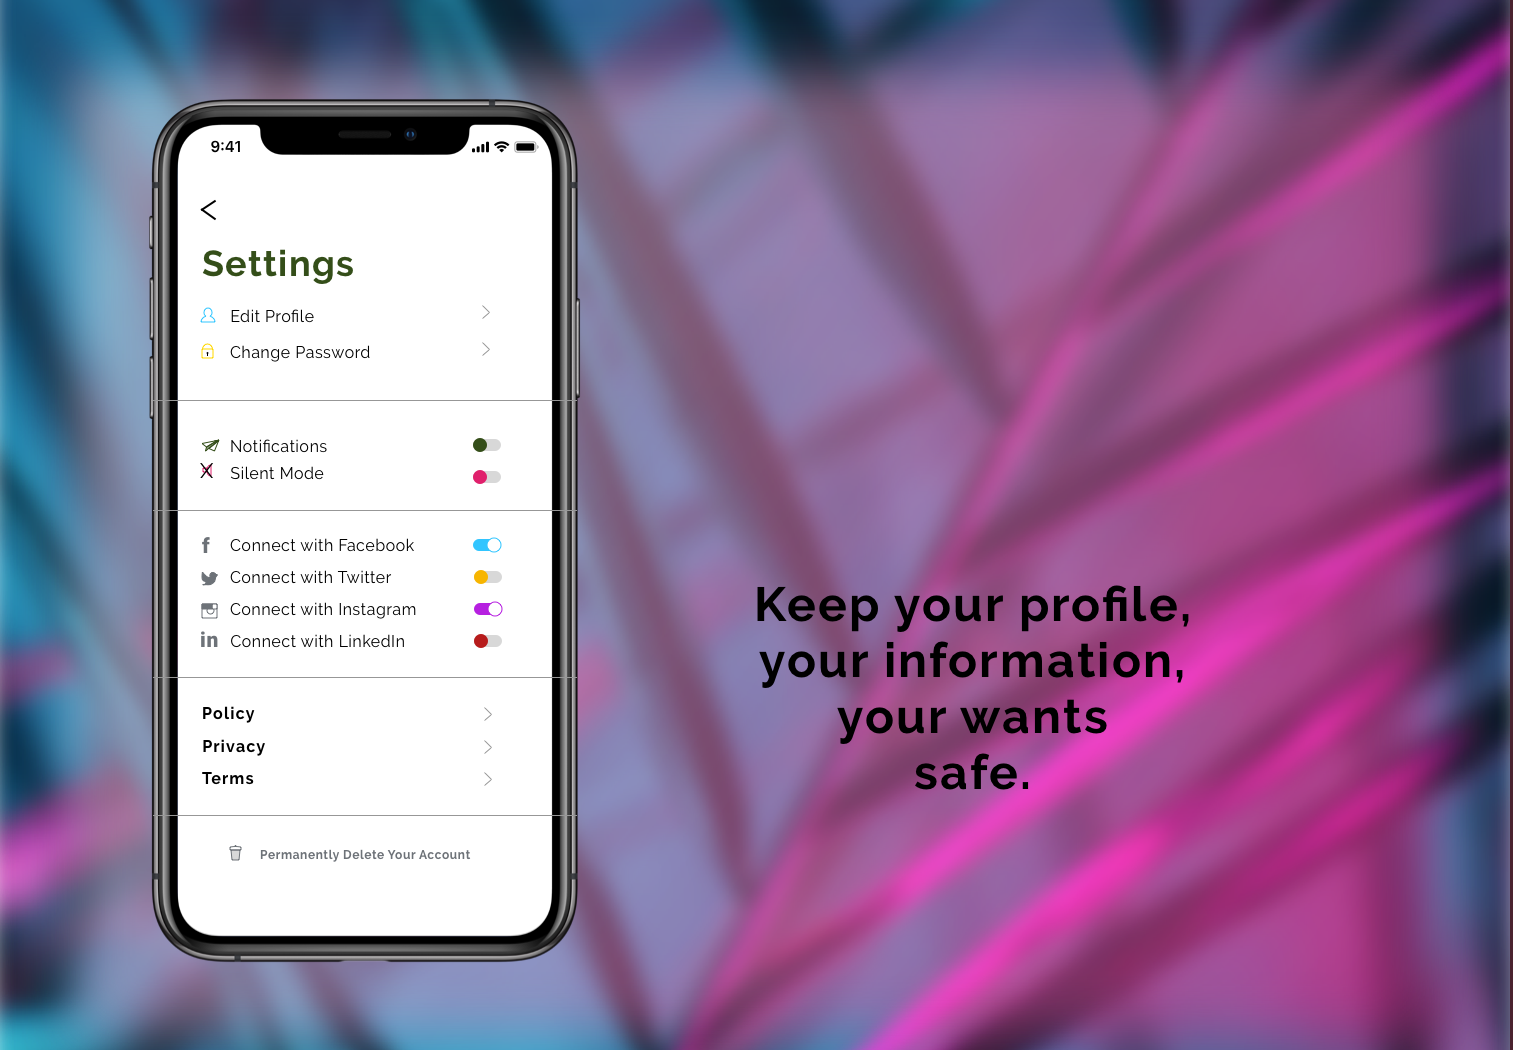 9:41
Settings
Edit Profile
Change Password
Notifications
Silent Mode
Connect with Facebook
Connect with Twitter
Connect with Instagram
Connect with LinkedIn
Policy
Privacy
Terms
Permanently Delete Your Account
Keep your profile,
your information,
your wants
safe.